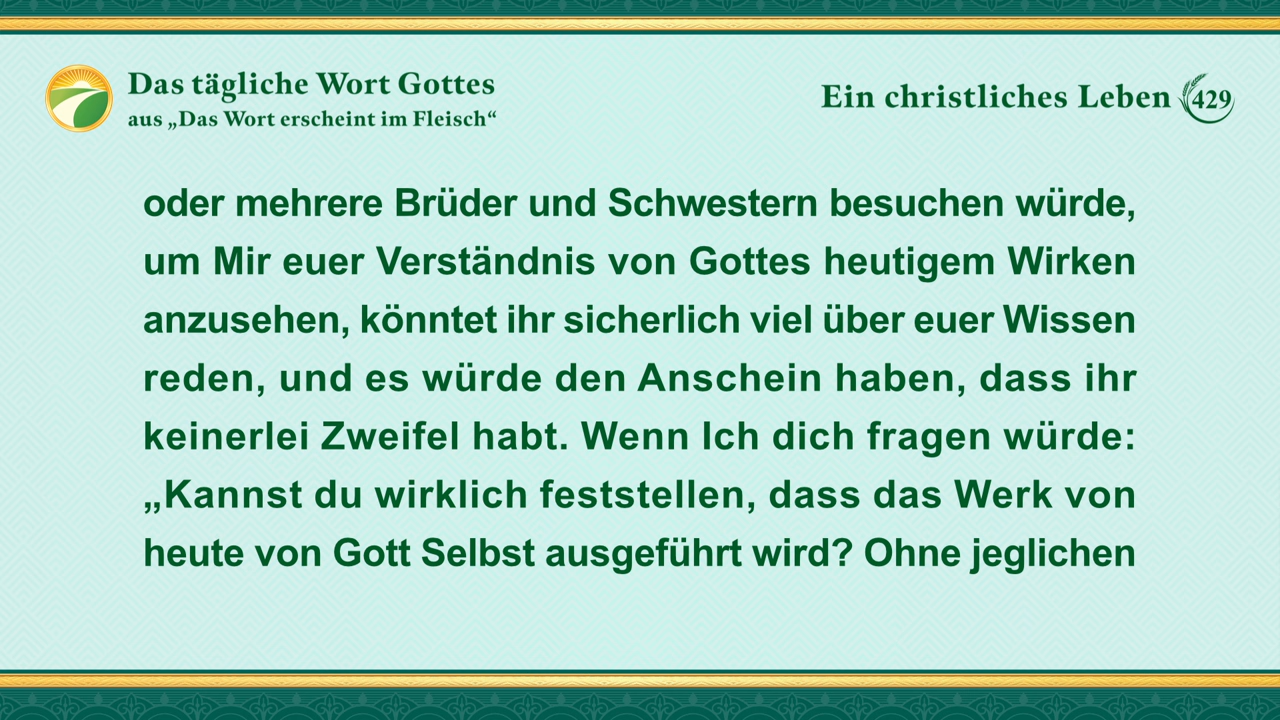 Das tägliche Wort Gottes
aus „Das Wort erscheint im Fleisch“
Ein christliches Leben 429
oder mehrere Brüder und Schwestern besuchen würde,
um Mir euer Verständnis von Gottes heutigem Wirken
anzusehen, könntet ihr sicherlich viel über euer Wissen
reden, und es würde den Anschein haben, dass ihr
keinerlei Zweifel habt. Wenn Ich dich fragen würde:
„Kannst du wirklich feststellen, dass das Werk von
heute von Gott Selbst ausgeführt wird? Ohne jeglichen